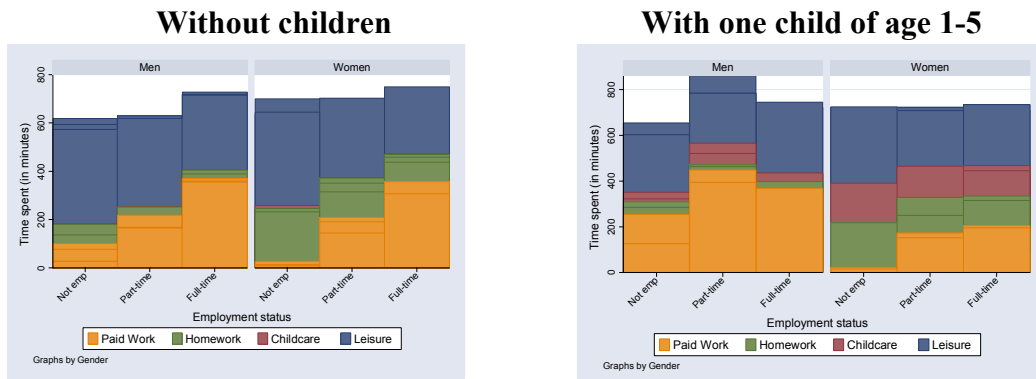 Without children
Men
Women
Time spent (in minutes)
800
600
400
200
0
Not emp
Part-time
Full-time
Not emp
Part-time
Full-time
Employment status
Paid Work Homework Childcare Leisure
Graphs by Gender
With one child of age 1-5
Men
Women
Time spent (in minutes)
800
600
400
200
0
Not emp
Part-time
Full-time
Not emp
Part-time
Full-time
Employment status
Paid Work Homework Childcare Leisure
Graphs by Gender